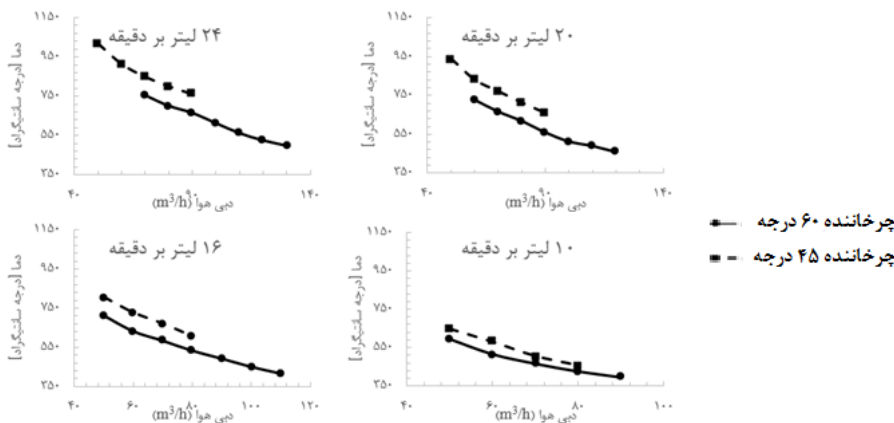 ۲۴ لیتر بر دقیقه
دما [درجه سانتیگراد]
۱۱۵۰
۹۵۰
۷۵۰
۵۵۰
۳۵۰
۴۰ ۹۰ ۱۴۰
دبی هوا (m³/h)
۲۰ لیتر بر دقیقه
دما [درجه سانتیگراد]
۱۱۵۰
۹۵۰
۷۵۰
۵۵۰
۳۵۰
۴۰ ۹۰ ۱۴۰
دبی هوا (m³/h)
۱۶ لیتر بر دقیقه
دما [درجه سانتیگراد]
۱۱۵۰
۹۵۰
۷۵۰
۵۵۰
۳۵۰
۴۰ ۶۰ ۸۰ ۱۰۰ ۱۲۰
دبی هوا (m³/h)
۱۰ لیتر بر دقیقه
دما [درجه سانتیگراد]
۱۱۵۰
۹۵۰
۷۵۰
۵۵۰
۳۵۰
۴۰ ۶۰ ۸۰ ۱۰۰
دبی هوا (m³/h)
چرخاننده ۶۰ درجه
چرخاننده ۴۵ درجه